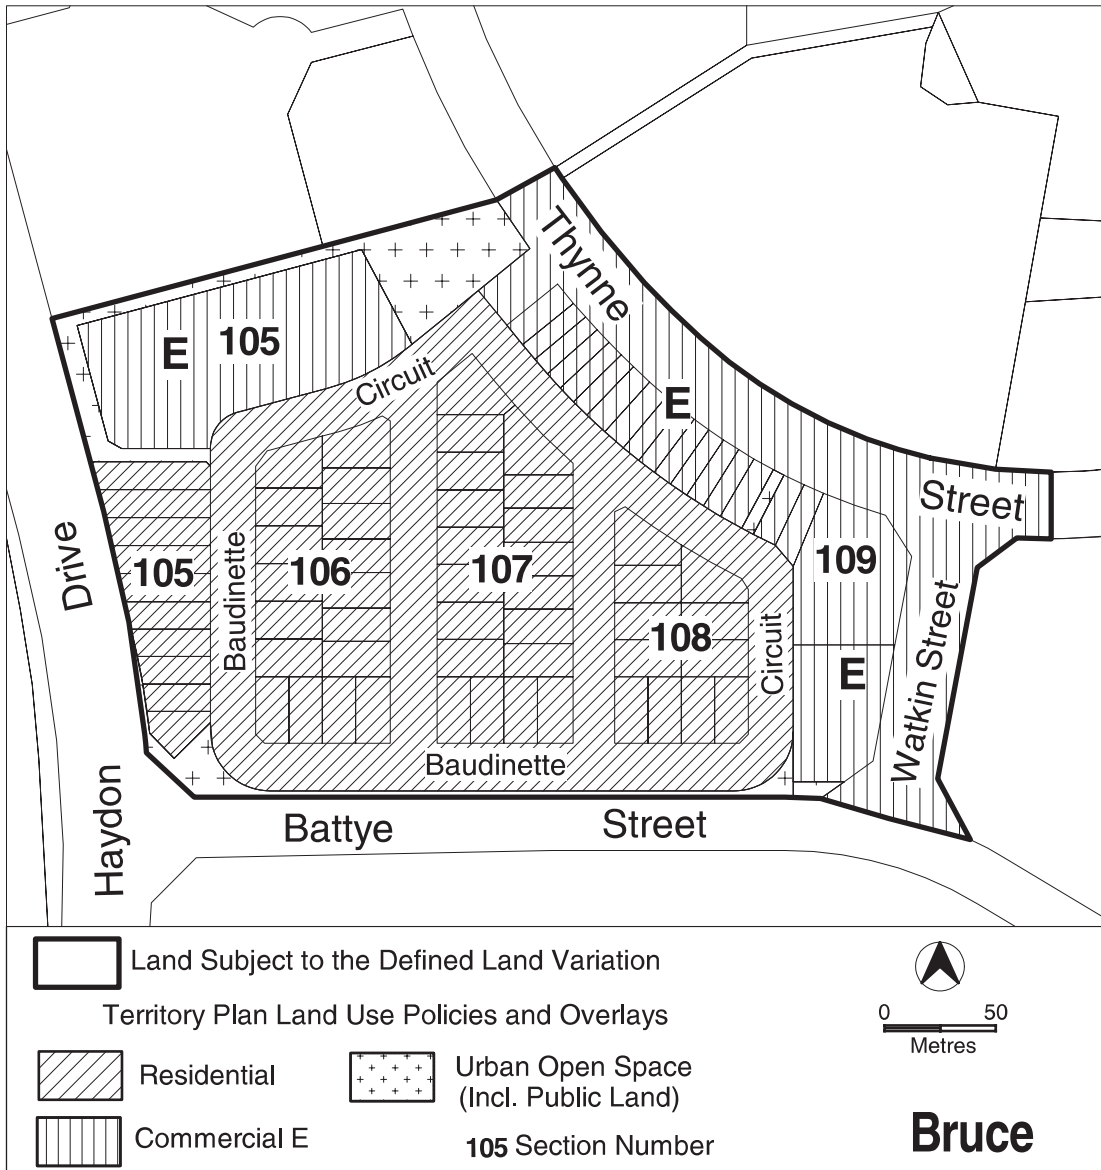 Thynne
E
105
Circuit
E
Street
Drive
105
Baudinette
106
107
108
109
Circuit
E
Watkin Street
Baudinette
Haydon
Battye
Street
Land Subject to the Defined Land Variation
Territory Plan Land Use Policies and Overlays
Residential
Urban Open Space
(Incl. Public Land)
Commercial E
105 Section Number
0 50
Metres
Bruce